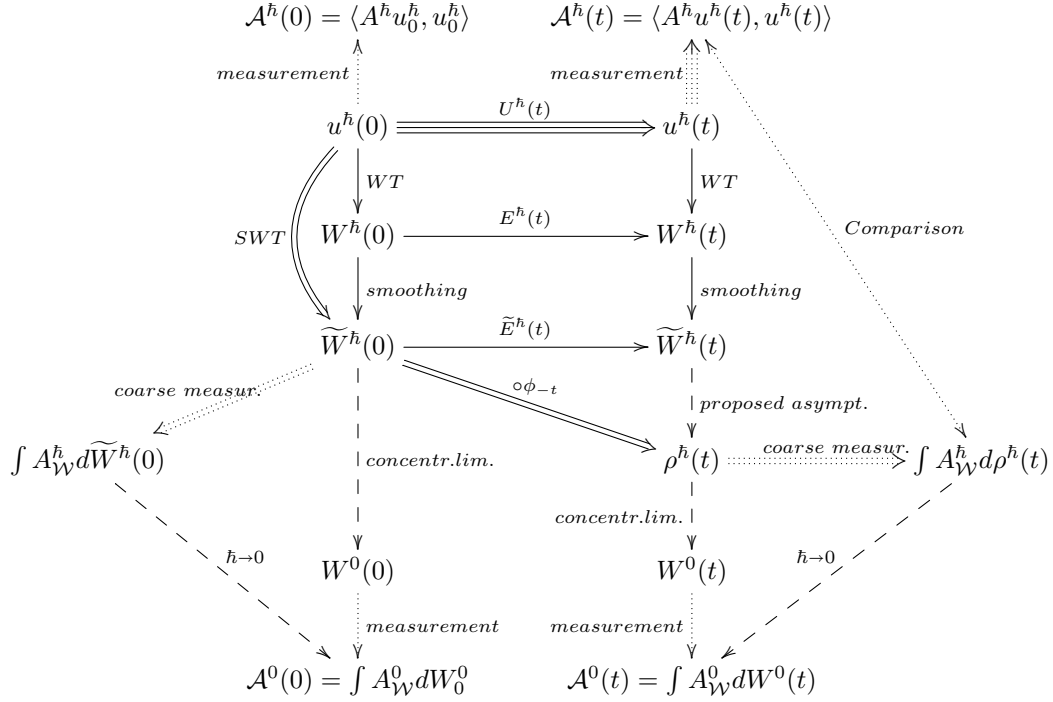 𝒜^ħ(0) = ⟨A^ħ u_0^ħ, u_0^ħ⟩ 𝒜^ħ(t) = ⟨A^ħ u^ħ(t), u^ħ(t)⟩
measurement measurement
U^ħ(t)
u^ħ(0) u^ħ(t)
WT WT
SWT Comparison
E^ħ(t)
W^ħ(0) W^ħ(t)
smoothing smoothing
Ẽ^ħ(t)
W̃^ħ(0) W̃^ħ(t)
coarse measur. ∘ϕ_{−t} proposed asympt.
∫ A_𝒲^ħ dW̃^ħ(0) concentr.lim. ρ^ħ(t) coarse measur. ∫ A_𝒲^ħ dρ^ħ(t)
concentr.lim.
ħ→0 ħ→0
W^0(0) W^0(t)
measurement measurement
𝒜^0(0) = ∫ A_𝒲^0 dW_0^0 𝒜^0(t) = ∫ A_𝒲^0 dW^0(t)